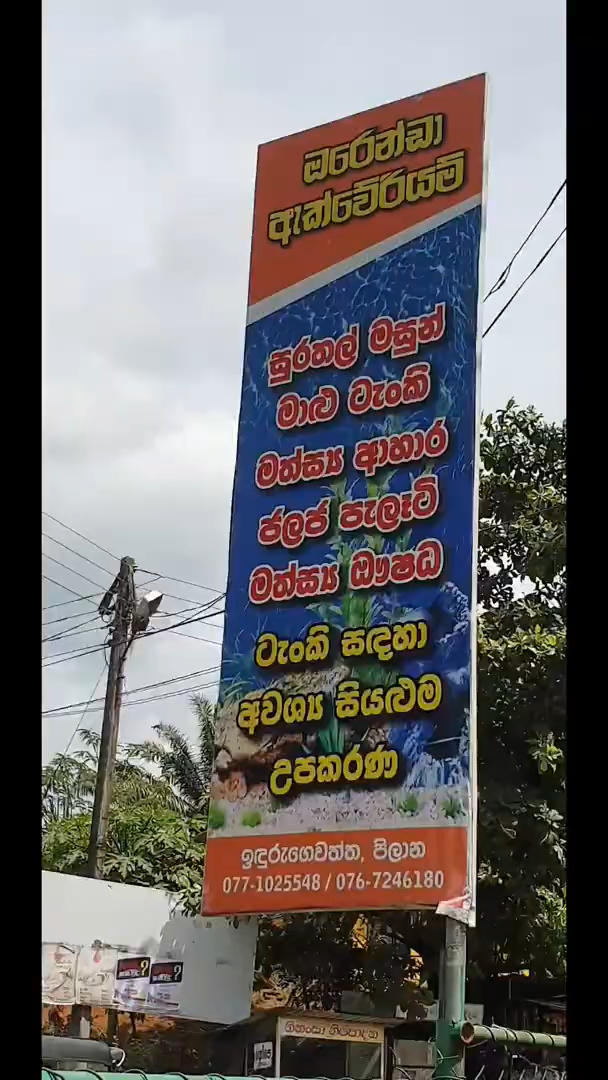 ඔරෙන්ඩා
ඇක්වේරියම්
සුරතල් මසුන්
මාළු ටැංකි
මත්ස්‍ය ආහාර
ජලජ පැලෑටි
මත්ස්‍ය ඖෂධ
ටැංකි සඳහා
අවශ්‍ය සියළුම
උපකරණ
ඉඳුරුගෙවත්ත, පිලාන
077-1025548 / 076-7246180